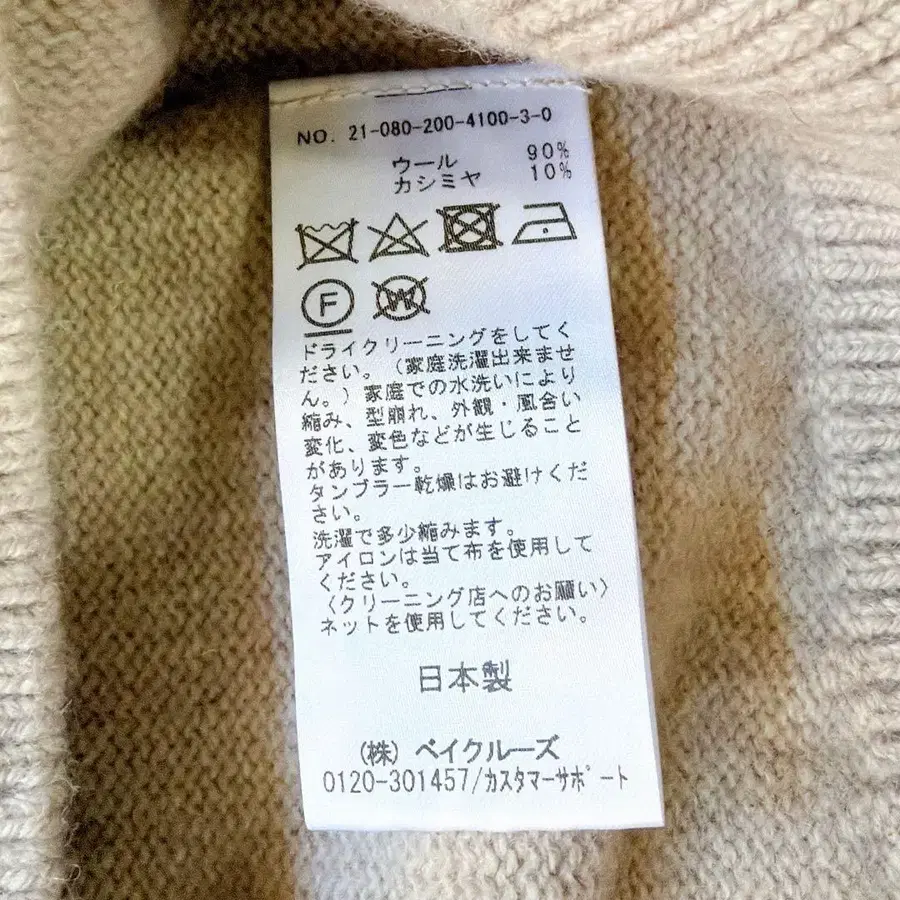 NO. 21-080-200-4100-3-0
ウール 90%
カシミヤ 10%
F
W
ドライクリーニングをしてく
ださい。（家庭洗濯出来ませ
ん。）家庭での水洗いにより
縮み、型崩れ、外観・風合い
変化、変色などが生じること
があります。
タンブラー乾燥はお避けくだ
さい。
洗濯で多少縮みます。
アイロンは当て布を使用して
ください。
〈クリーニング店へのお願い〉
ネットを使用してください。
日本製
（株）ベイクルーズ
0120-301457/カスタマーサポート